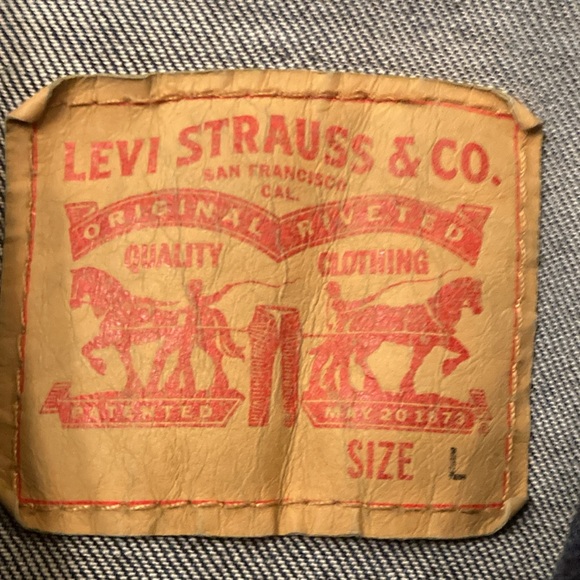 LEVI STRAUSS & CO.
SAN FRANCISCO
CAL.
ORIGINAL RIVETED
QUALITY CLOTHING
PATENTED MAY 20 1873
SIZE L